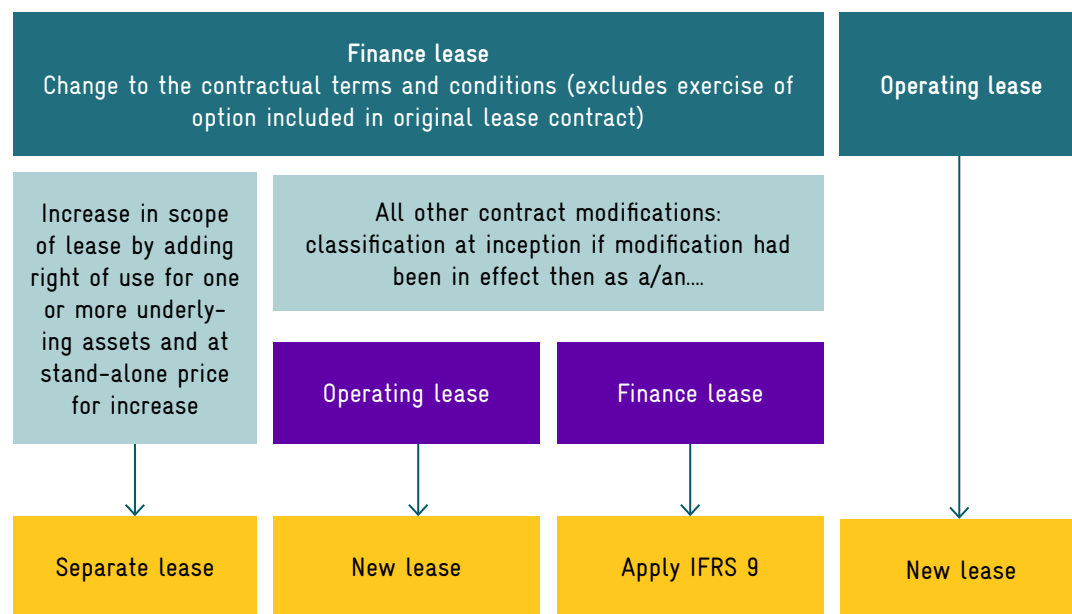 Finance lease
Change to the contractual terms and conditions (excludes exercise of
option included in original lease contract)
Operating lease
Increase in scope
of lease by adding
right of use for one
or more underly-
ing assets and at
stand-alone price
for increase
All other contract modifications:
classification at inception if modification had
been in effect then as a/an....
Operating lease
Finance lease
Separate lease
New lease
Apply IFRS 9
New lease